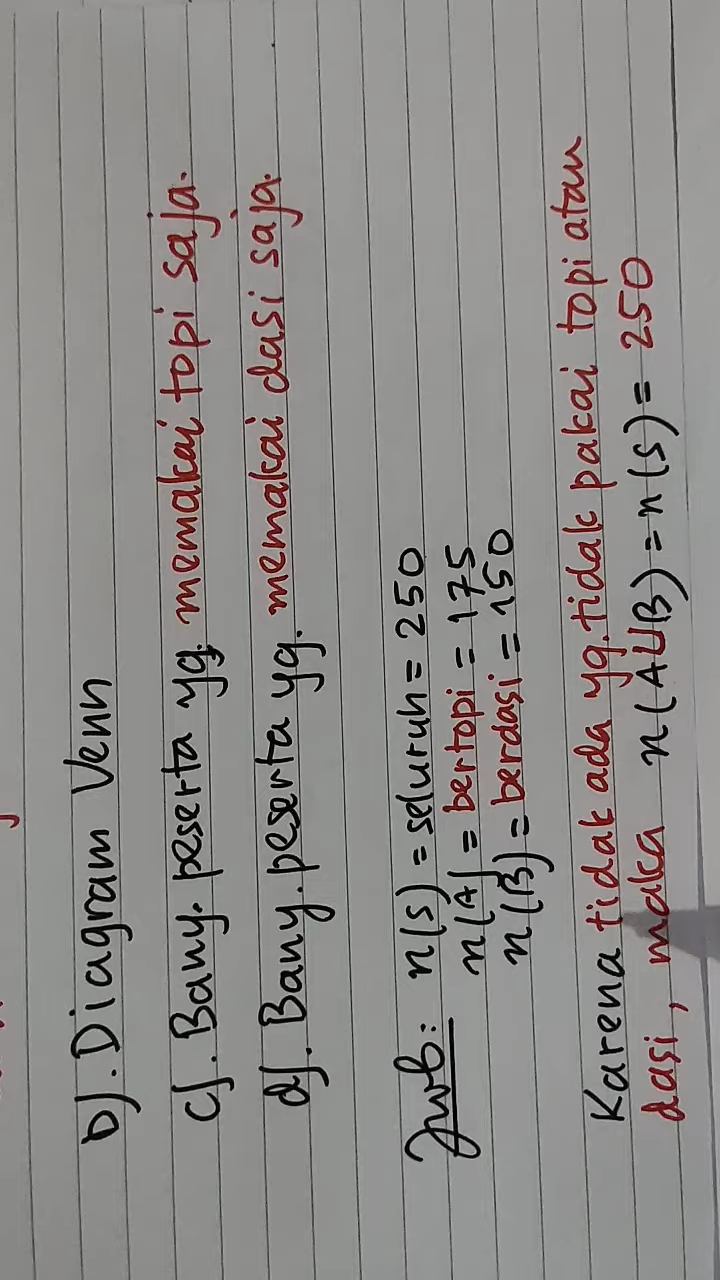 b). Diagram Venn
c). Bany. peserta yg. memakai topi saja.
d). Bany. peserta yg. memakai dasi saja.
Jwb: n(S) = seluruh = 250
n(A) = bertopi = 175
n(B) = berdasi = 150
Karena tidak ada yg. tidak pakai topi atau
dasi, maka n(A∪B) = n(S) = 250